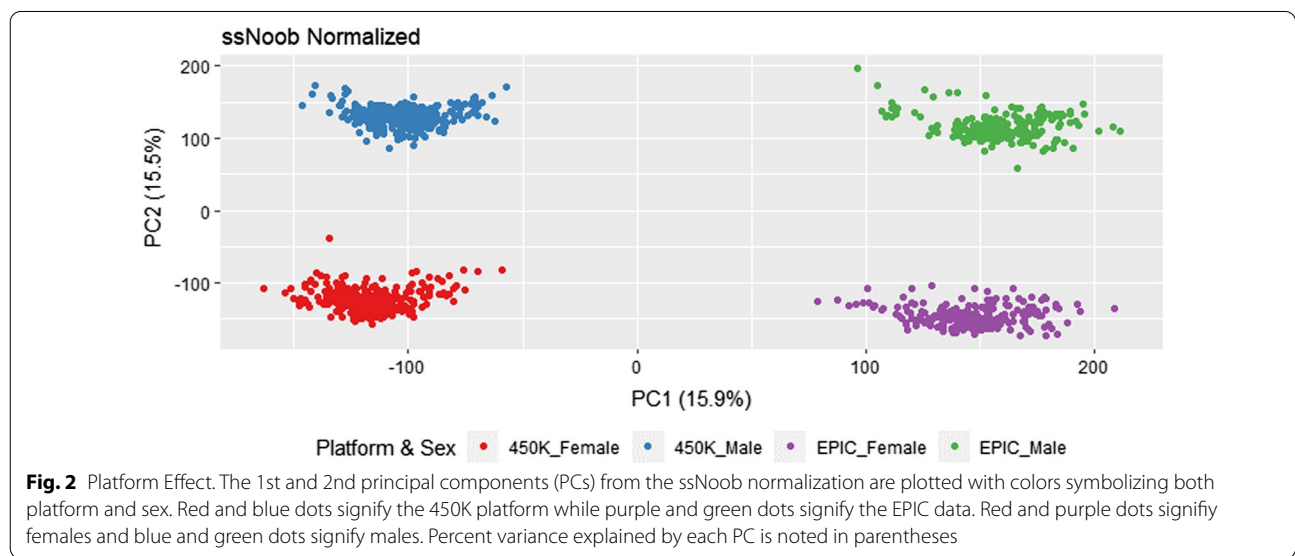 ssNoob Normalized
200
100
0
-100
PC2 (15.5%)
-100 0 100 200
PC1 (15.9%)
Platform & Sex 450K_Female 450K_Male EPIC_Female EPIC_Male
Fig. 2 Platform Effect. The 1st and 2nd principal components (PCs) from the ssNoob normalization are plotted with colors symbolizing both
platform and sex. Red and blue dots signify the 450K platform while purple and green dots signify the EPIC data. Red and purple dots signifiy
females and blue and green dots signify males. Percent variance explained by each PC is noted in parentheses